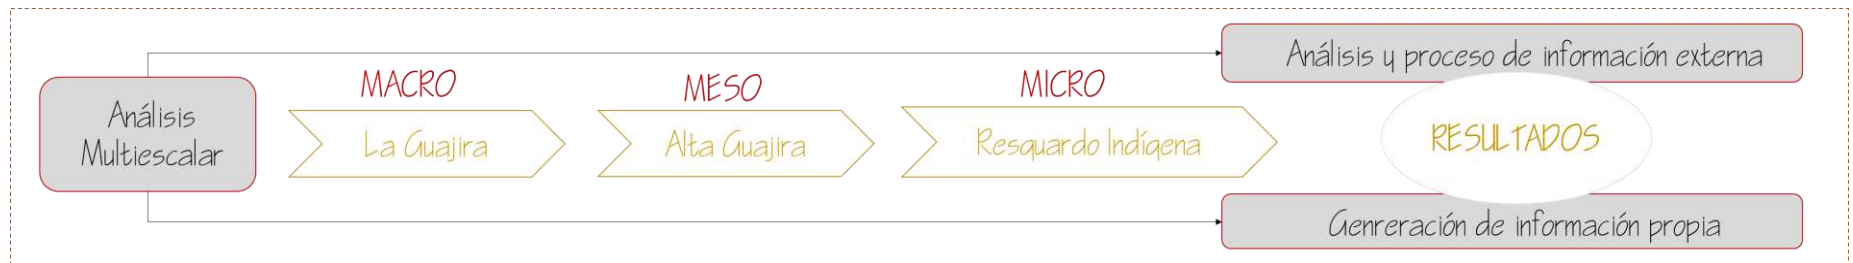 Análisis
Multiescalar
MACRO
La Guajira
MESO
Alta Guajira
MICRO
Resguardo Indígena
Análisis y proceso de información externa
RESULTADOS
Genreración de información propia